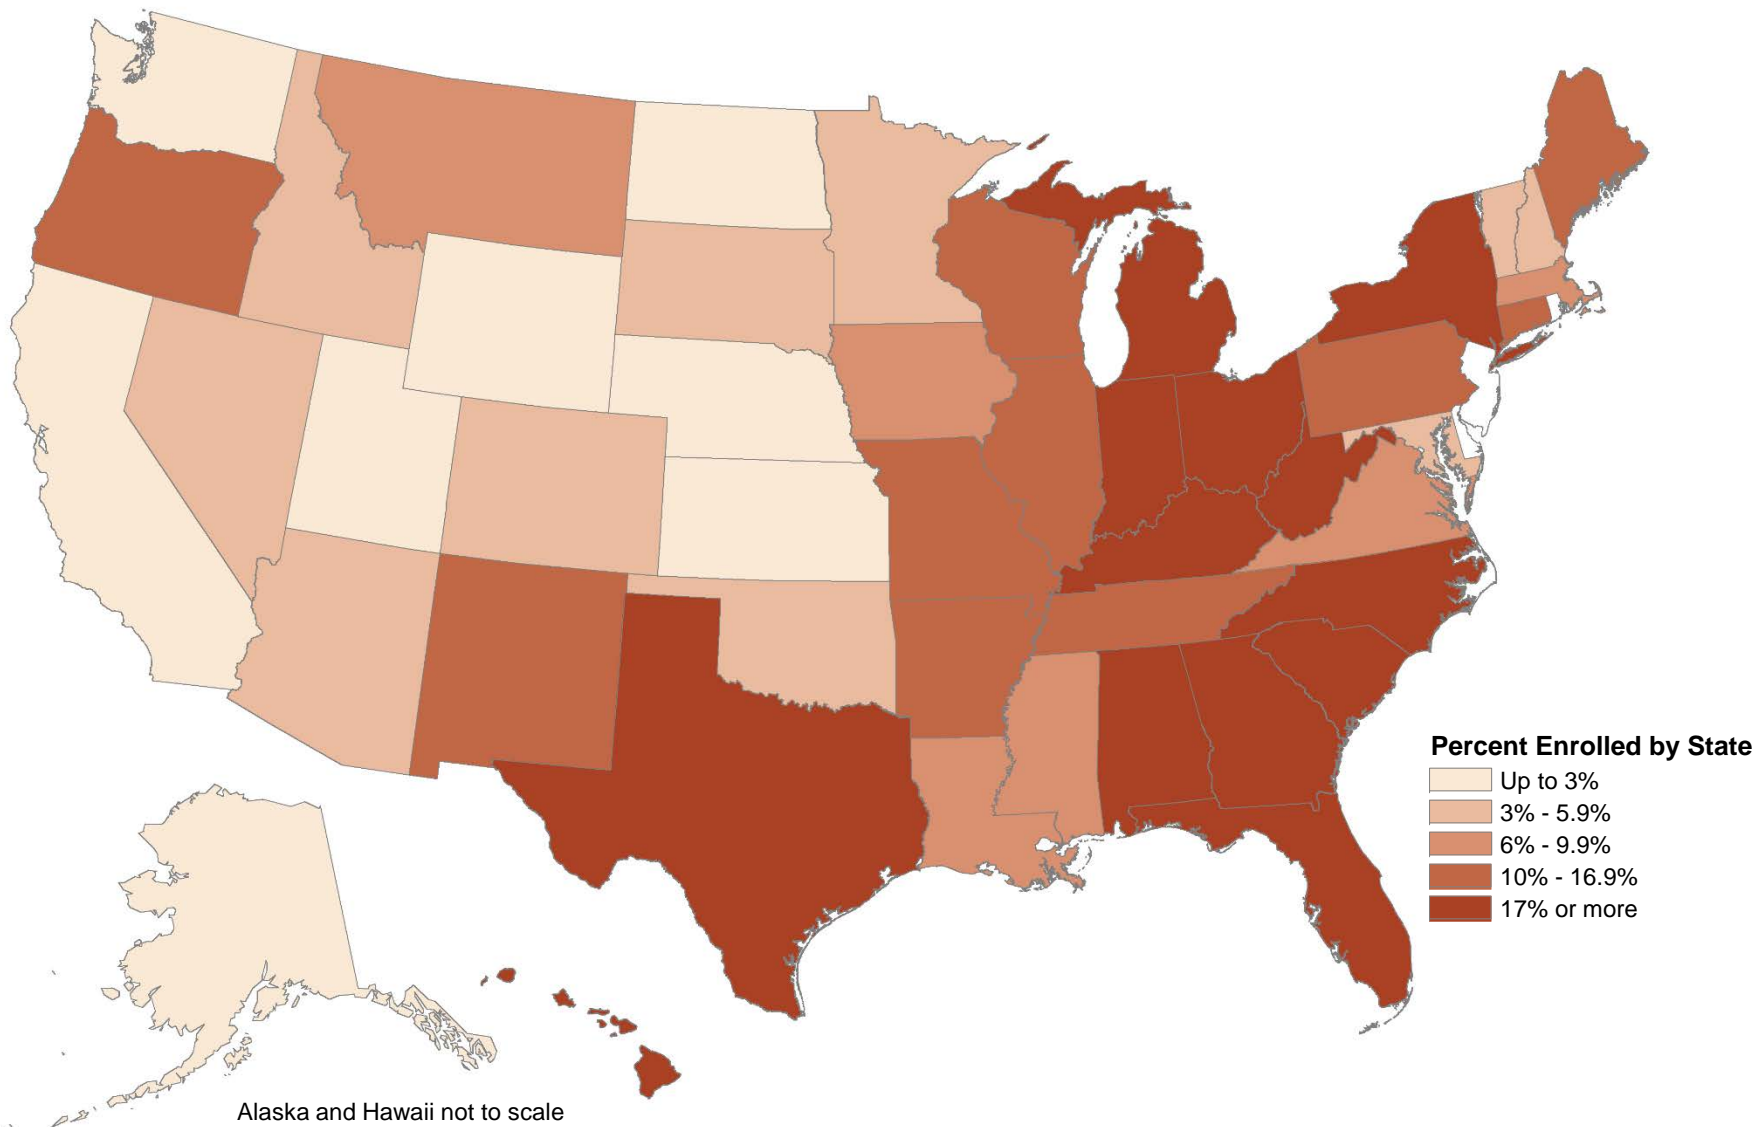 Percent Enrolled by State
Up to 3%
3% - 5.9%
6% - 9.9%
10% - 16.9%
17% or more
Alaska and Hawaii not to scale